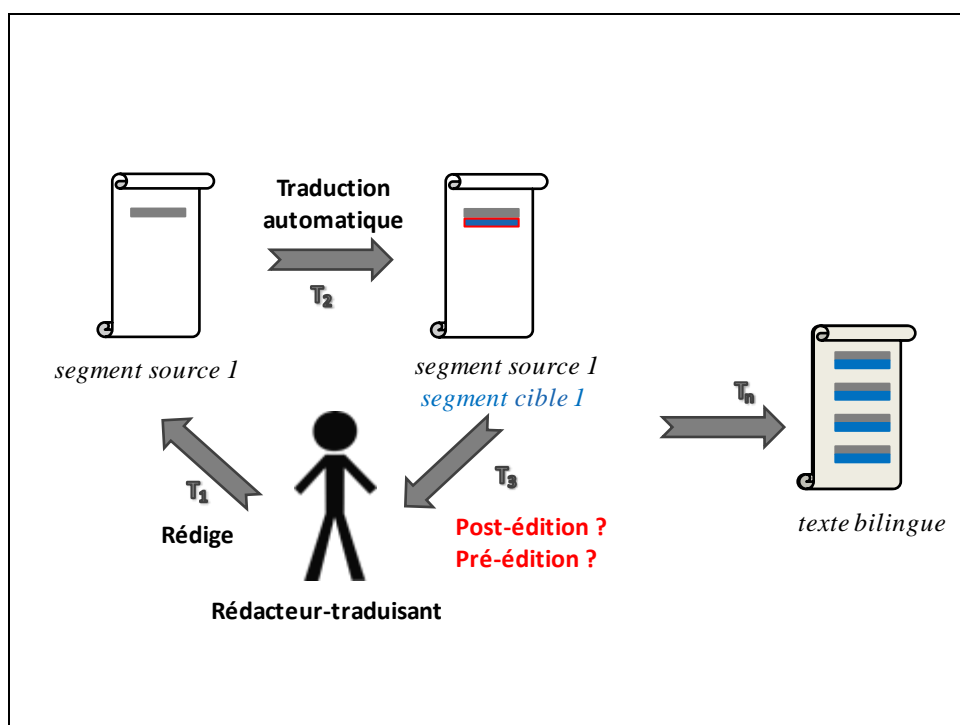 Traduction
automatique
T₂
segment source 1
segment source 1
segment cible 1
T₁
Rédige
T₃
Post-édition ?
Pré-édition ?
Rédacteur-traduisant
Tₙ
texte bilingue